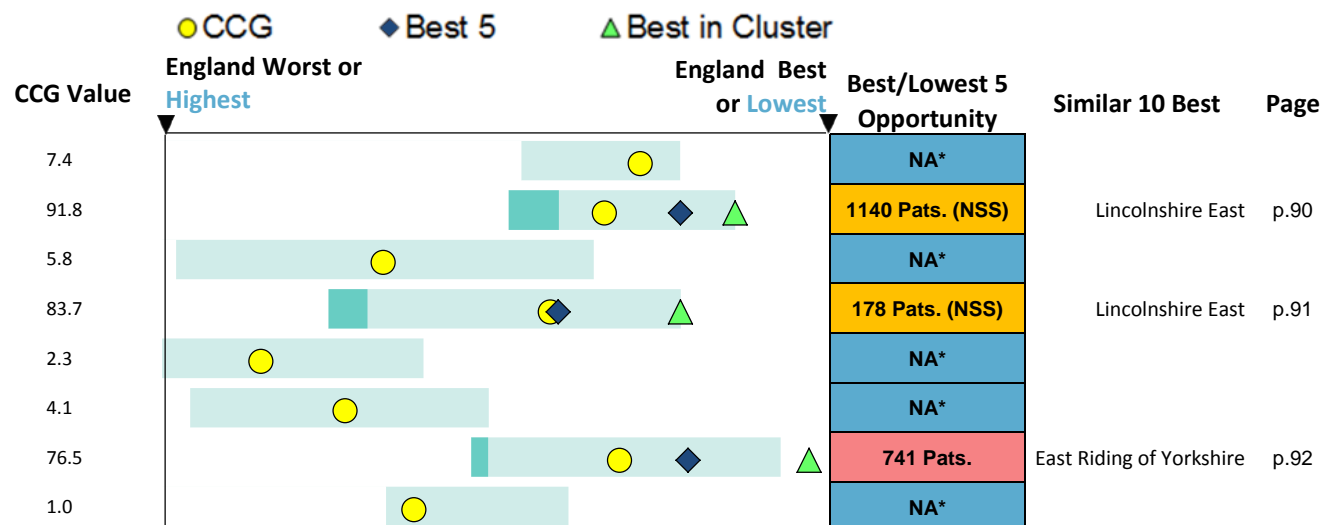 CCG Best 5 Best in Cluster
England Worst or
Highest
England Best
or Lowest
CCG Value
Best/Lowest 5
Opportunity
Similar 10 Best
Page
7.4 NA*
91.8 1140 Pats. (NSS) Lincolnshire East p.90
5.8 NA*
83.7 178 Pats. (NSS) Lincolnshire East p.91
2.3 NA*
4.1 NA*
76.5 741 Pats. East Riding of Yorkshire p.92
1.0 NA*